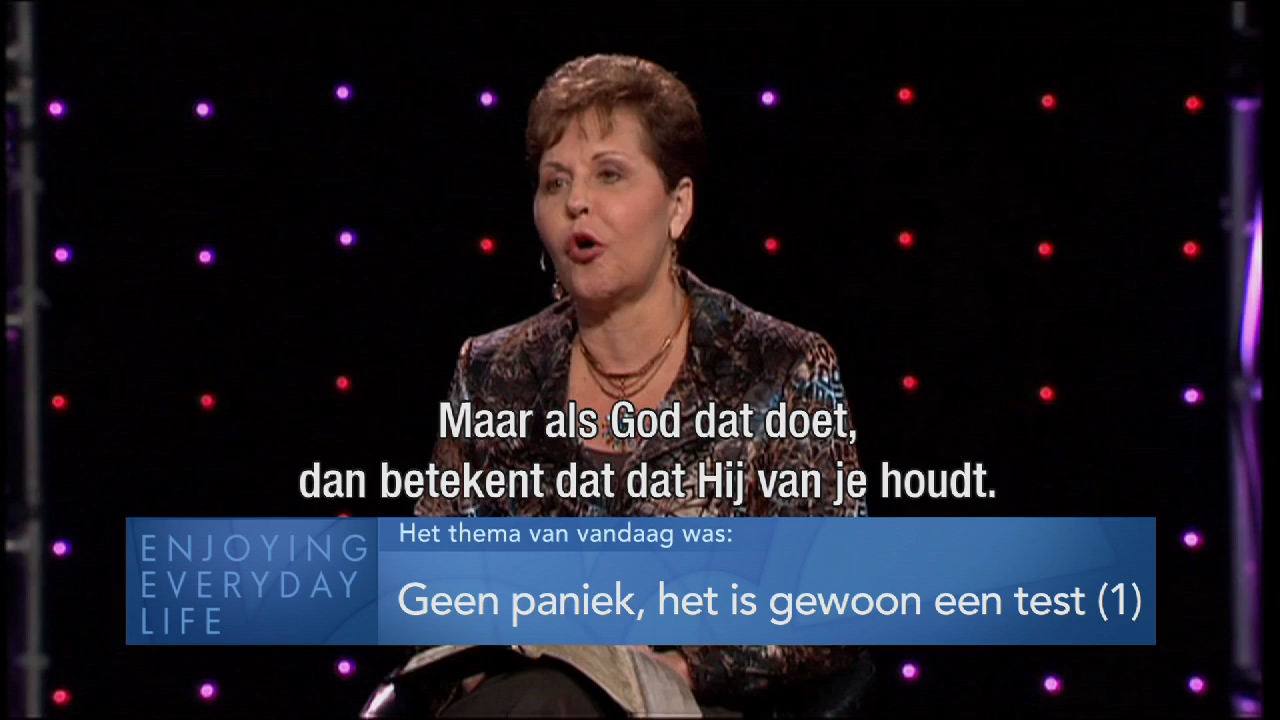 Maar als God dat doet,
dan betekent dat dat Hij van je houdt.
ENJOYING
EVERYDAY
LIFE
Het thema van vandaag was:
Geen paniek, het is gewoon een test (1)